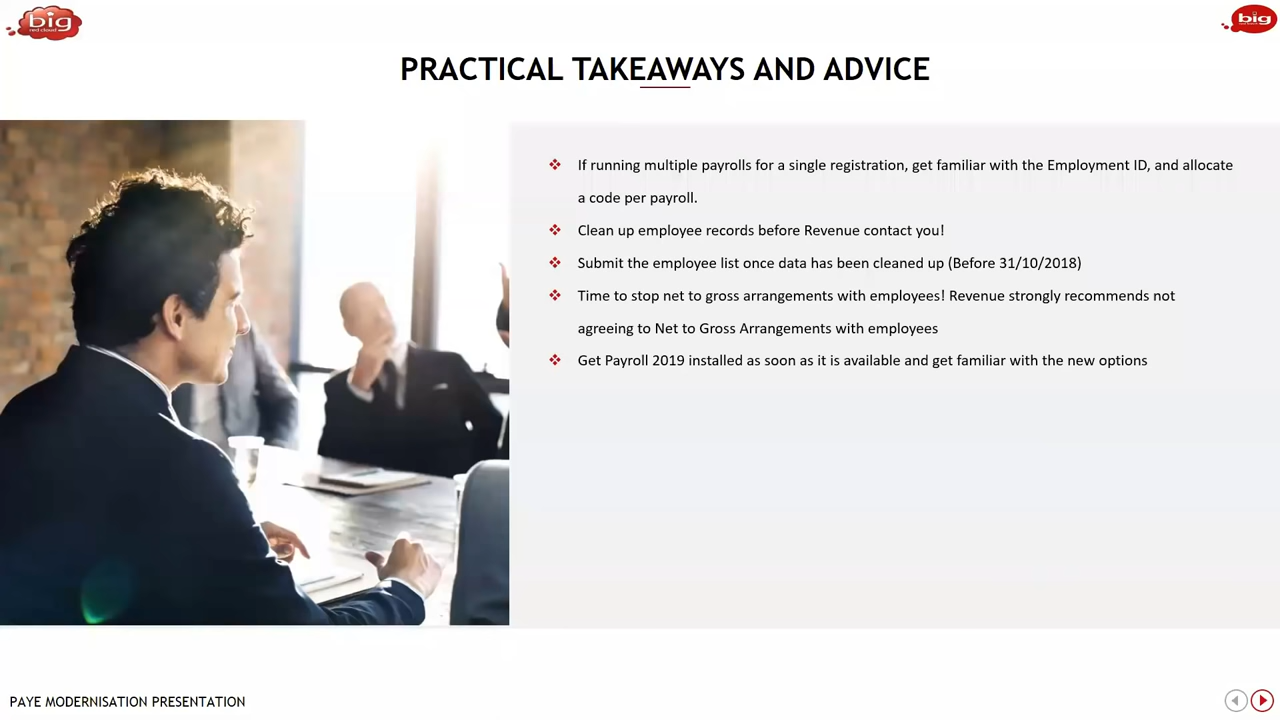 big
red cloud
big
PRACTICAL TAKEAWAYS AND ADVICE
❖ If running multiple payrolls for a single registration, get familiar with the Employment ID, and allocate
a code per payroll.
❖ Clean up employee records before Revenue contact you!
❖ Submit the employee list once data has been cleaned up (Before 31/10/2018)
❖ Time to stop net to gross arrangements with employees! Revenue strongly recommends not
agreeing to Net to Gross Arrangements with employees
❖ Get Payroll 2019 installed as soon as it is available and get familiar with the new options
PAYE MODERNISATION PRESENTATION